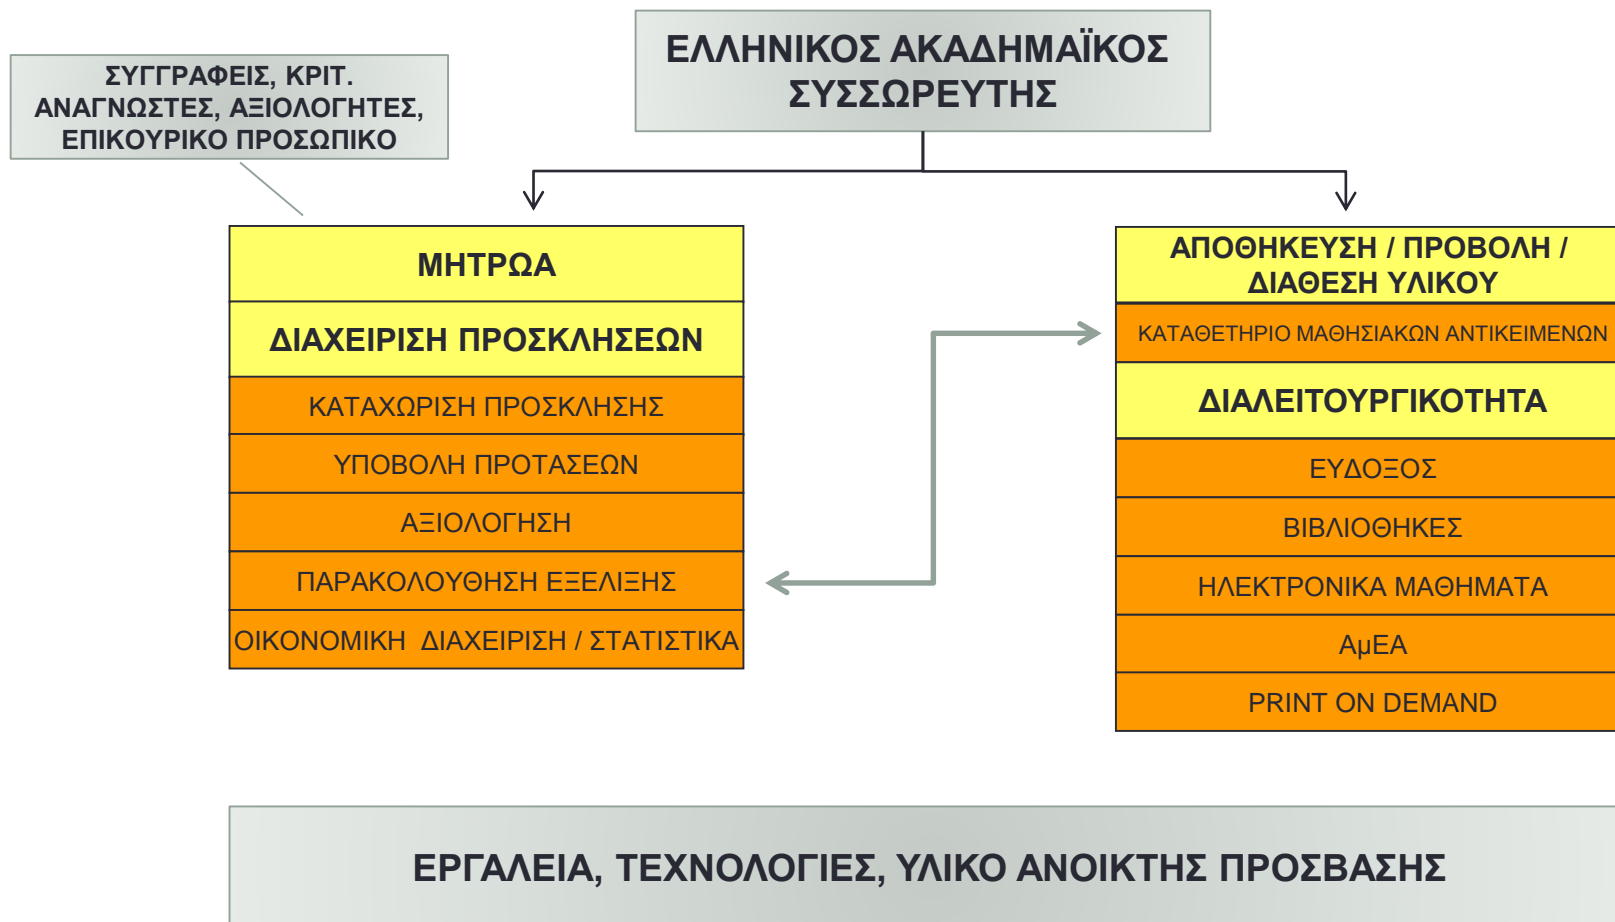 ΕΛΛΗΝΙΚΟΣ ΑΚΑΔΗΜΑΪΚΟΣ
ΣΥΣΣΩΡΕΥΤΗΣ
ΣΥΓΓΡΑΦΕΙΣ, ΚΡΙΤ.
ΑΝΑΓΝΩΣΤΕΣ, ΑΞΙΟΛΟΓΗΤΕΣ,
ΕΠΙΚΟΥΡΙΚΟ ΠΡΟΣΩΠΙΚΟ
ΜΗΤΡΩΑ
ΔΙΑΧΕΙΡΙΣΗ ΠΡΟΣΚΛΗΣΕΩΝ
ΚΑΤΑΧΩΡΙΣΗ ΠΡΟΣΚΛΗΣΗΣ
ΥΠΟΒΟΛΗ ΠΡΟΤΑΣΕΩΝ
ΑΞΙΟΛΟΓΗΣΗ
ΠΑΡΑΚΟΛΟΥΘΗΣΗ ΕΞΕΛΙΞΗΣ
ΟΙΚΟΝΟΜΙΚΗ ΔΙΑΧΕΙΡΙΣΗ / ΣΤΑΤΙΣΤΙΚΑ
ΑΠΟΘΗΚΕΥΣΗ / ΠΡΟΒΟΛΗ /
ΔΙΑΘΕΣΗ ΥΛΙΚΟΥ
ΚΑΤΑΘΕΤΗΡΙΟ ΜΑΘΗΣΙΑΚΩΝ ΑΝΤΙΚΕΙΜΕΝΩΝ
ΔΙΑΛΕΙΤΟΥΡΓΙΚΟΤΗΤΑ
ΕΥΔΟΞΟΣ
ΒΙΒΛΙΟΘΗΚΕΣ
ΗΛΕΚΤΡΟΝΙΚΑ ΜΑΘΗΜΑΤΑ
ΑμΕΑ
PRINT ON DEMAND
ΕΡΓΑΛΕΙΑ, ΤΕΧΝΟΛΟΓΙΕΣ, ΥΛΙΚΟ ΑΝΟΙΚΤΗΣ ΠΡΟΣΒΑΣΗΣ